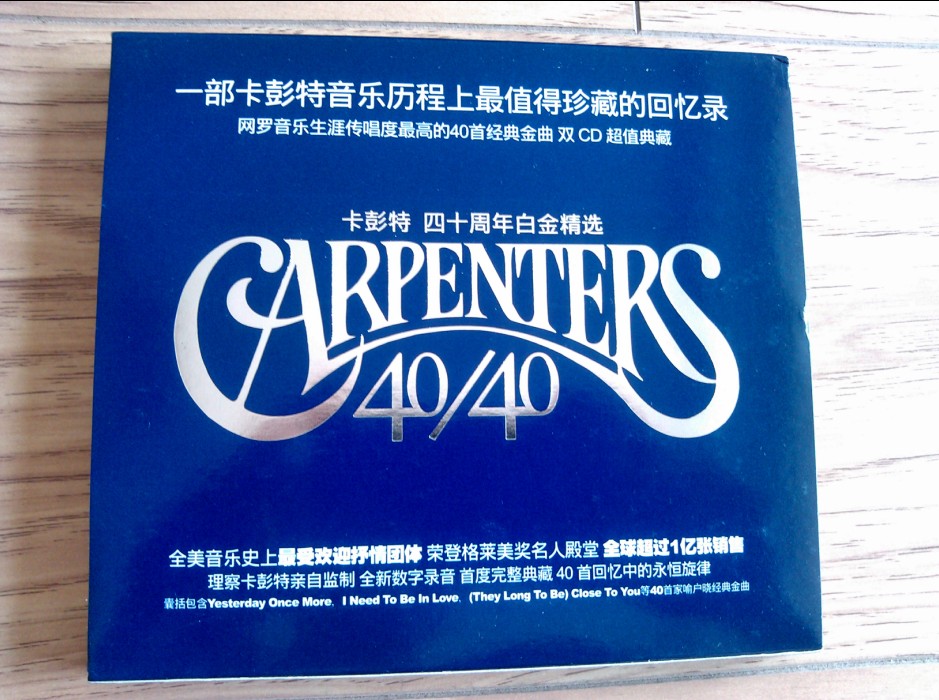 一部卡彭特音乐历程上最值得珍藏的回忆录
网罗音乐生涯传唱度最高的40首经典金曲 双 CD 超值典藏
卡彭特 四十周年白金精选
CARPENTERS
40/40
全美音乐史上最受欢迎抒情团体 荣登格莱美奖名人殿堂 全球超过1亿张销售
理察卡彭特亲自监制 全新数字录音 首度完整典藏 40 首回忆中的永恒旋律
囊括包含Yesterday Once More, I Need To Be In Love, (They Long To Be) Close To You等40首家喻户晓经典金曲